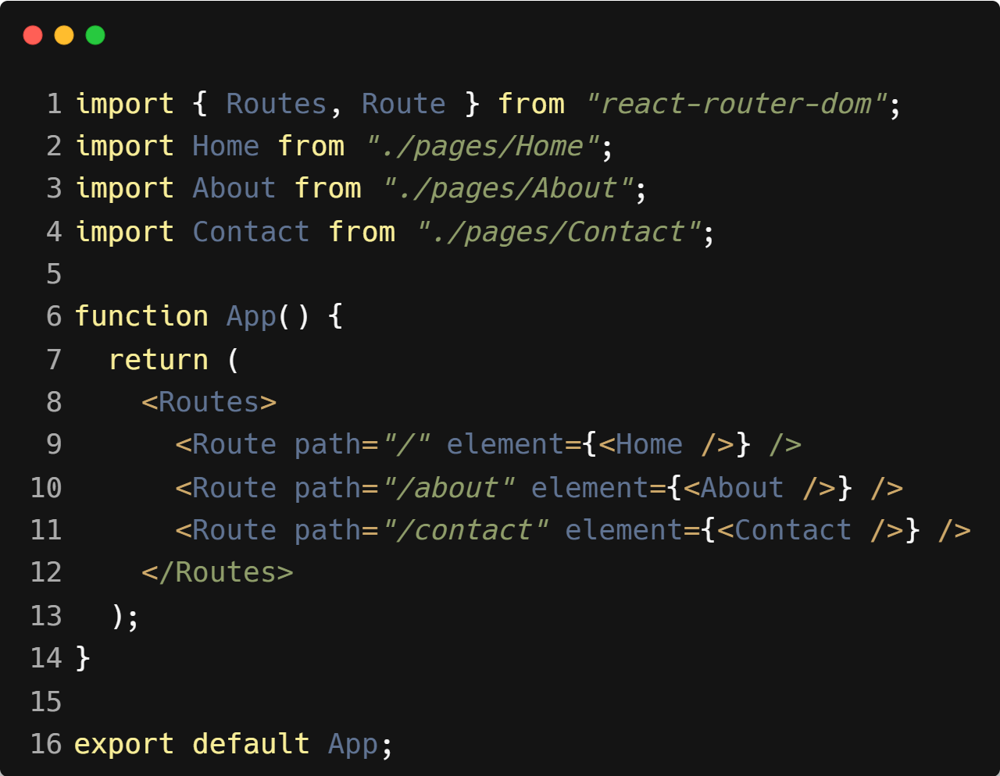 1 import { Routes, Route } from "react-router-dom";
2 import Home from "./pages/Home";
3 import About from "./pages/About";
4 import Contact from "./pages/Contact";
5
6 function App() {
7   return (
8     <Routes>
9       <Route path="/" element={<Home />} />
10       <Route path="/about" element={<About />} />
11       <Route path="/contact" element={<Contact />} />
12     </Routes>
13   );
14 }
15
16 export default App;